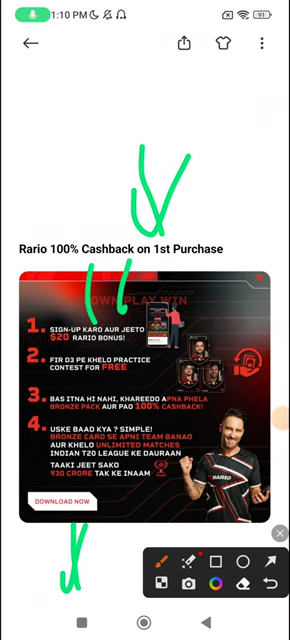 1:10 PM
91
Rario 100% Cashback on 1st Purchase
OWN PLAY WIN
1. SIGN-UP KARO AUR JEETO
$20 RARIO BONUS!
2. FIR D3 PE KHELO PRACTICE
CONTEST FOR FREE
3. BAS ITNA HI NAHI, KHAREEDO APNA PHELA
BRONZE PACK AUR PAO 100% CASHBACK!
4. USKE BAAD KYA ? SIMPLE!
BRONZE CARD SE APNI TEAM BANAO
AUR KHELO UNLIMITED MATCHES
INDIAN T20 LEAGUE KE DAURAAN
TAAKI JEET SAKO
₹30 CRORE TAK KE INAAM
RARIO
DOWNLOAD NOW